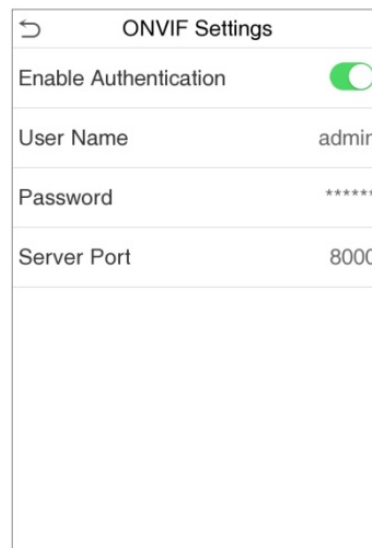 ONVIF Settings
Enable Authentication
User Name admin
Password ******
Server Port 8000